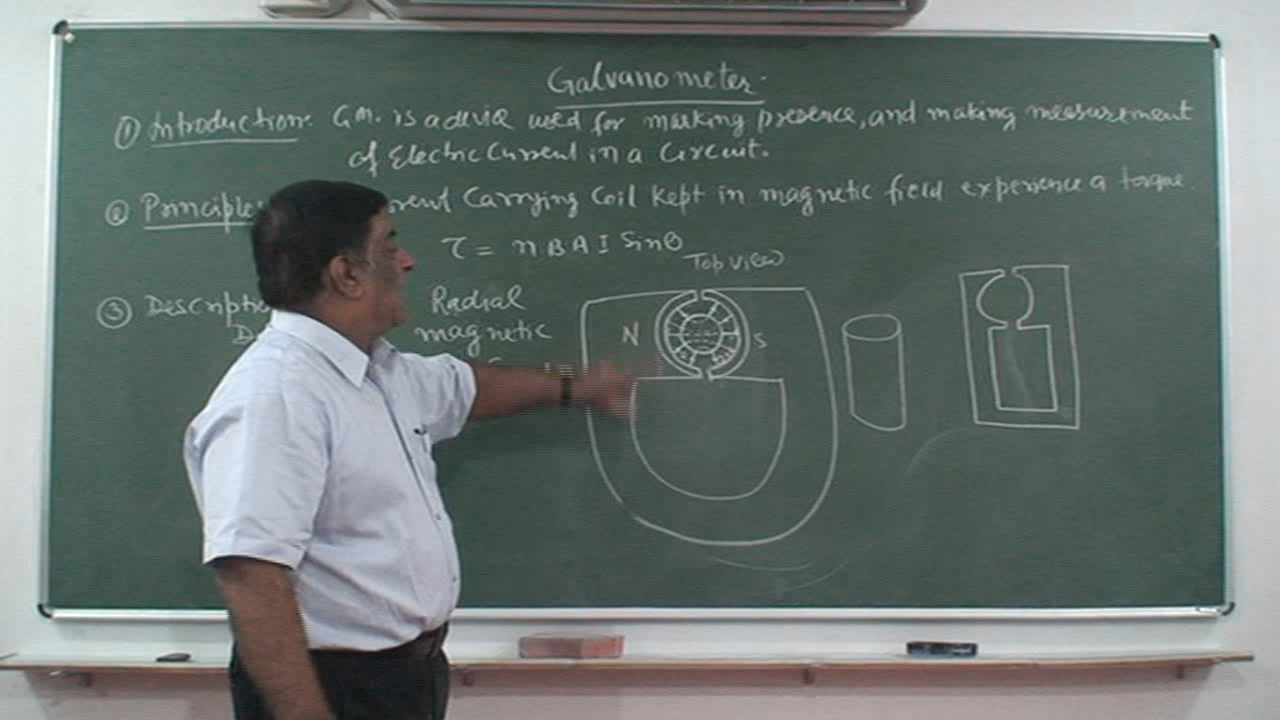 Galvanometer.
① Introduction. GM. is a device used for marking presence, and making measurement
of Electric Current in a Circuit.
② Principle Carrying Coil kept in magnetic field experience a torque.
τ = n B A I Sinθ
Top view
③ Descripti Radial
magnetic
N S